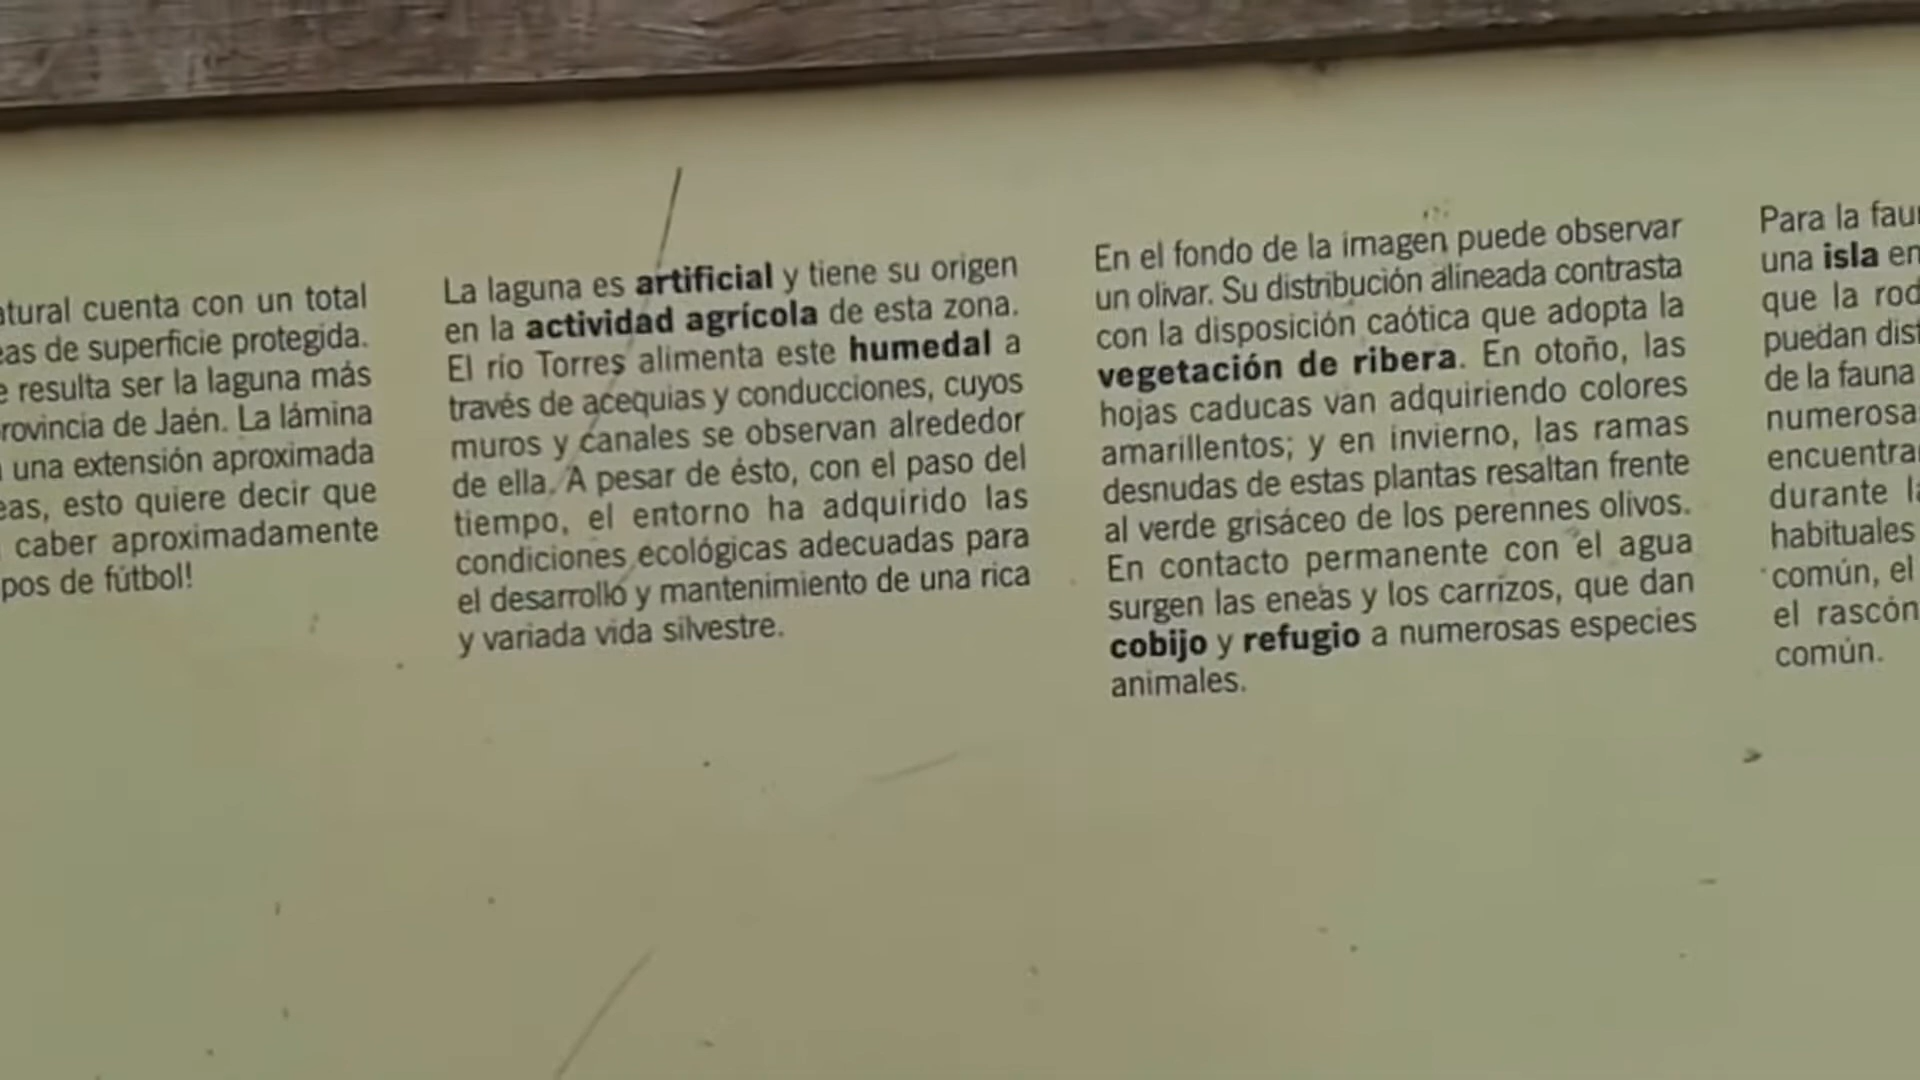 tural cuenta con un total
as de superficie protegida.
resulta ser la laguna más
rovincia de Jaén. La lámina
una extensión aproximada
eas, esto quiere decir que
caber aproximadamente
pos de fútbol!
La laguna es artificial y tiene su origen
en la actividad agrícola de esta zona.
El río Torres alimenta este humedal a
través de acequias y conducciones, cuyos
muros y canales se observan alrededor
de ella. A pesar de ésto, con el paso del
tiempo, el entorno ha adquirido las
condiciones ecológicas adecuadas para
el desarrollo y mantenimiento de una rica
y variada vida silvestre.
En el fondo de la imagen puede observar
un olivar. Su distribución alineada contrasta
con la disposición caótica que adopta la
vegetación de ribera. En otoño, las
hojas caducas van adquiriendo colores
amarillentos; y en invierno, las ramas
desnudas de estas plantas resaltan frente
al verde grisáceo de los perennes olivos.
En contacto permanente con el agua
surgen las eneas y los carrizos, que dan
cobijo y refugio a numerosas especies
animales.
Para la fau
una isla en
que la rod
puedan dist
de la fauna
numerosa
encuentra
durante la
habituales
común, el
el rascón
común.